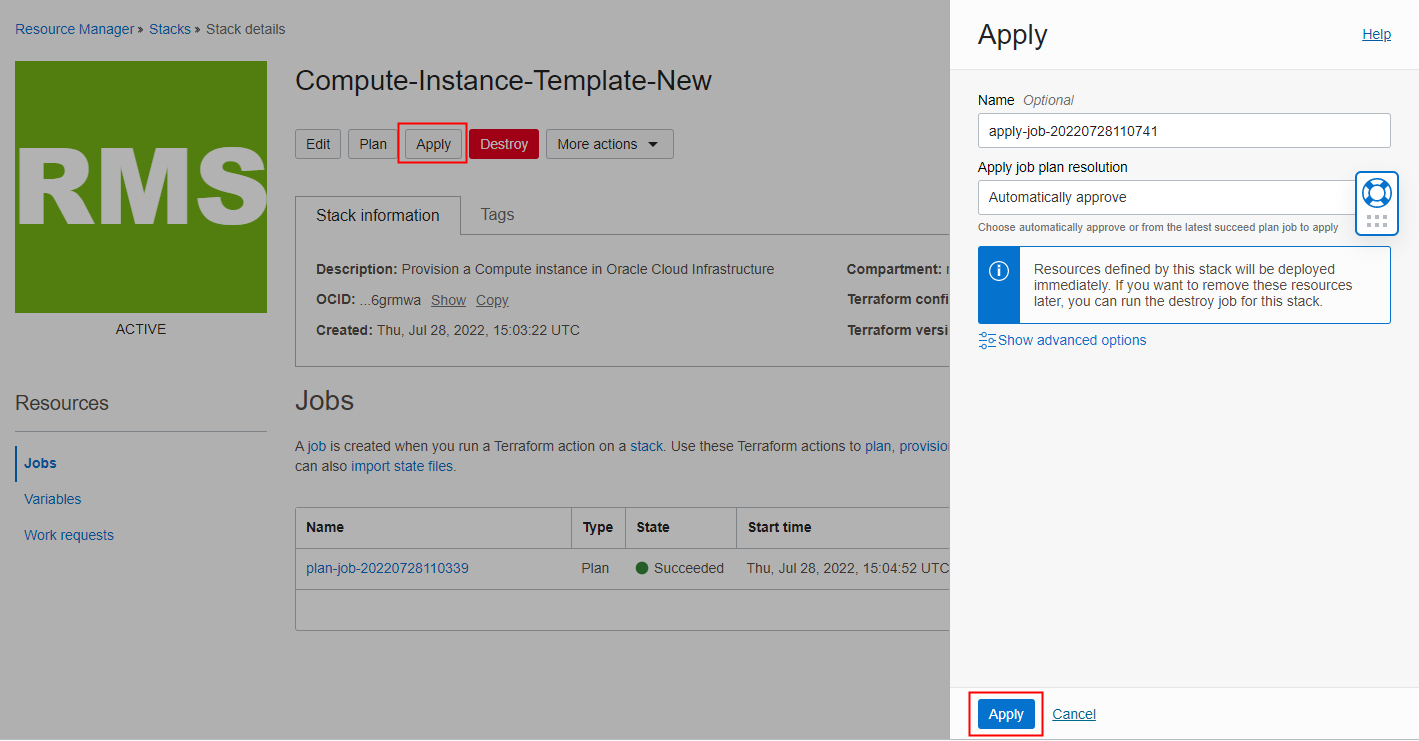 Resource Manager » Stacks » Stack details
RMS
ACTIVE
Resources
Jobs
Variables
Work requests
Compute-Instance-Template-New
Edit Plan Apply Destroy More actions
Stack information Tags
Description: Provision a Compute instance in Oracle Cloud Infrastructure Compartment:
OCID: ...6grmwa Show Copy Terraform confi
Created: Thu, Jul 28, 2022, 15:03:22 UTC Terraform versi
Jobs
A job is created when you run a Terraform action on a stack. Use these Terraform actions to plan, provision
can also import state files.
Name Type State Start time
plan-job-20220728110339 Plan Succeeded Thu, Jul 28, 2022, 15:04:52 UTC
Apply
Help
Name Optional
apply-job-20220728110741
Apply job plan resolution
Automatically approve
Choose automatically approve or from the latest succeed plan job to apply
Resources defined by this stack will be deployed
immediately. If you want to remove these resources
later, you can run the destroy job for this stack.
Show advanced options
Apply Cancel